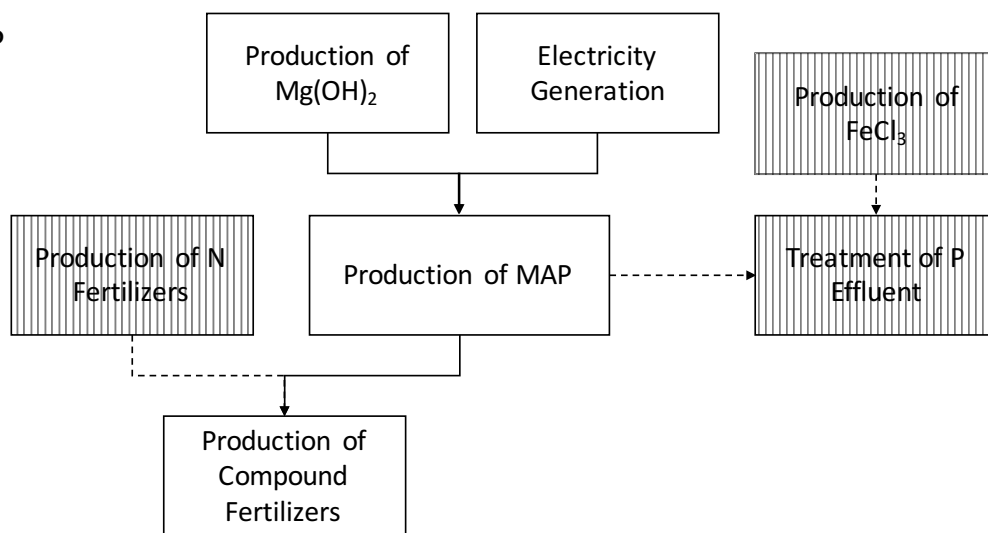 Production of
Mg(OH)₂
Electricity
Generation
Production of
FeCl₃
Production of N
Fertilizers
Production of MAP
Treatment of P
Effluent
Production of
Compound
Fertilizers